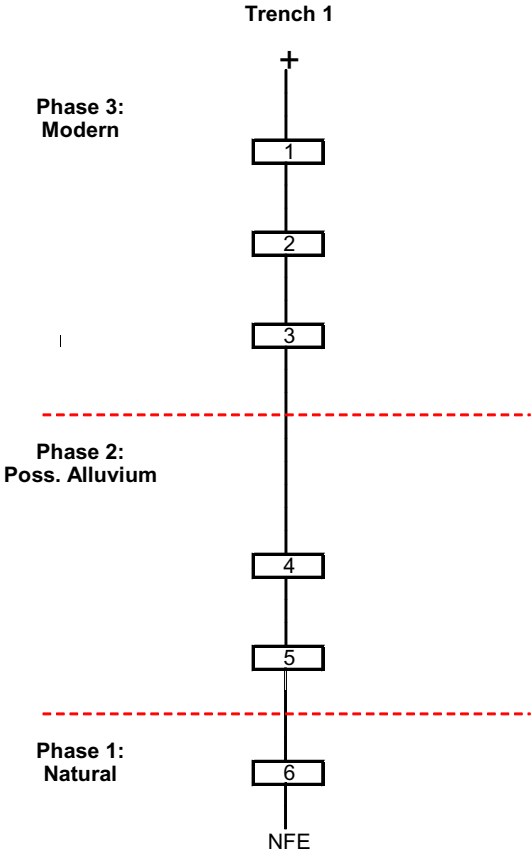 Trench 1
+
Phase 3:
Modern
1
2
3
Phase 2:
Poss. Alluvium
4
5
Phase 1:
Natural
6
NFE